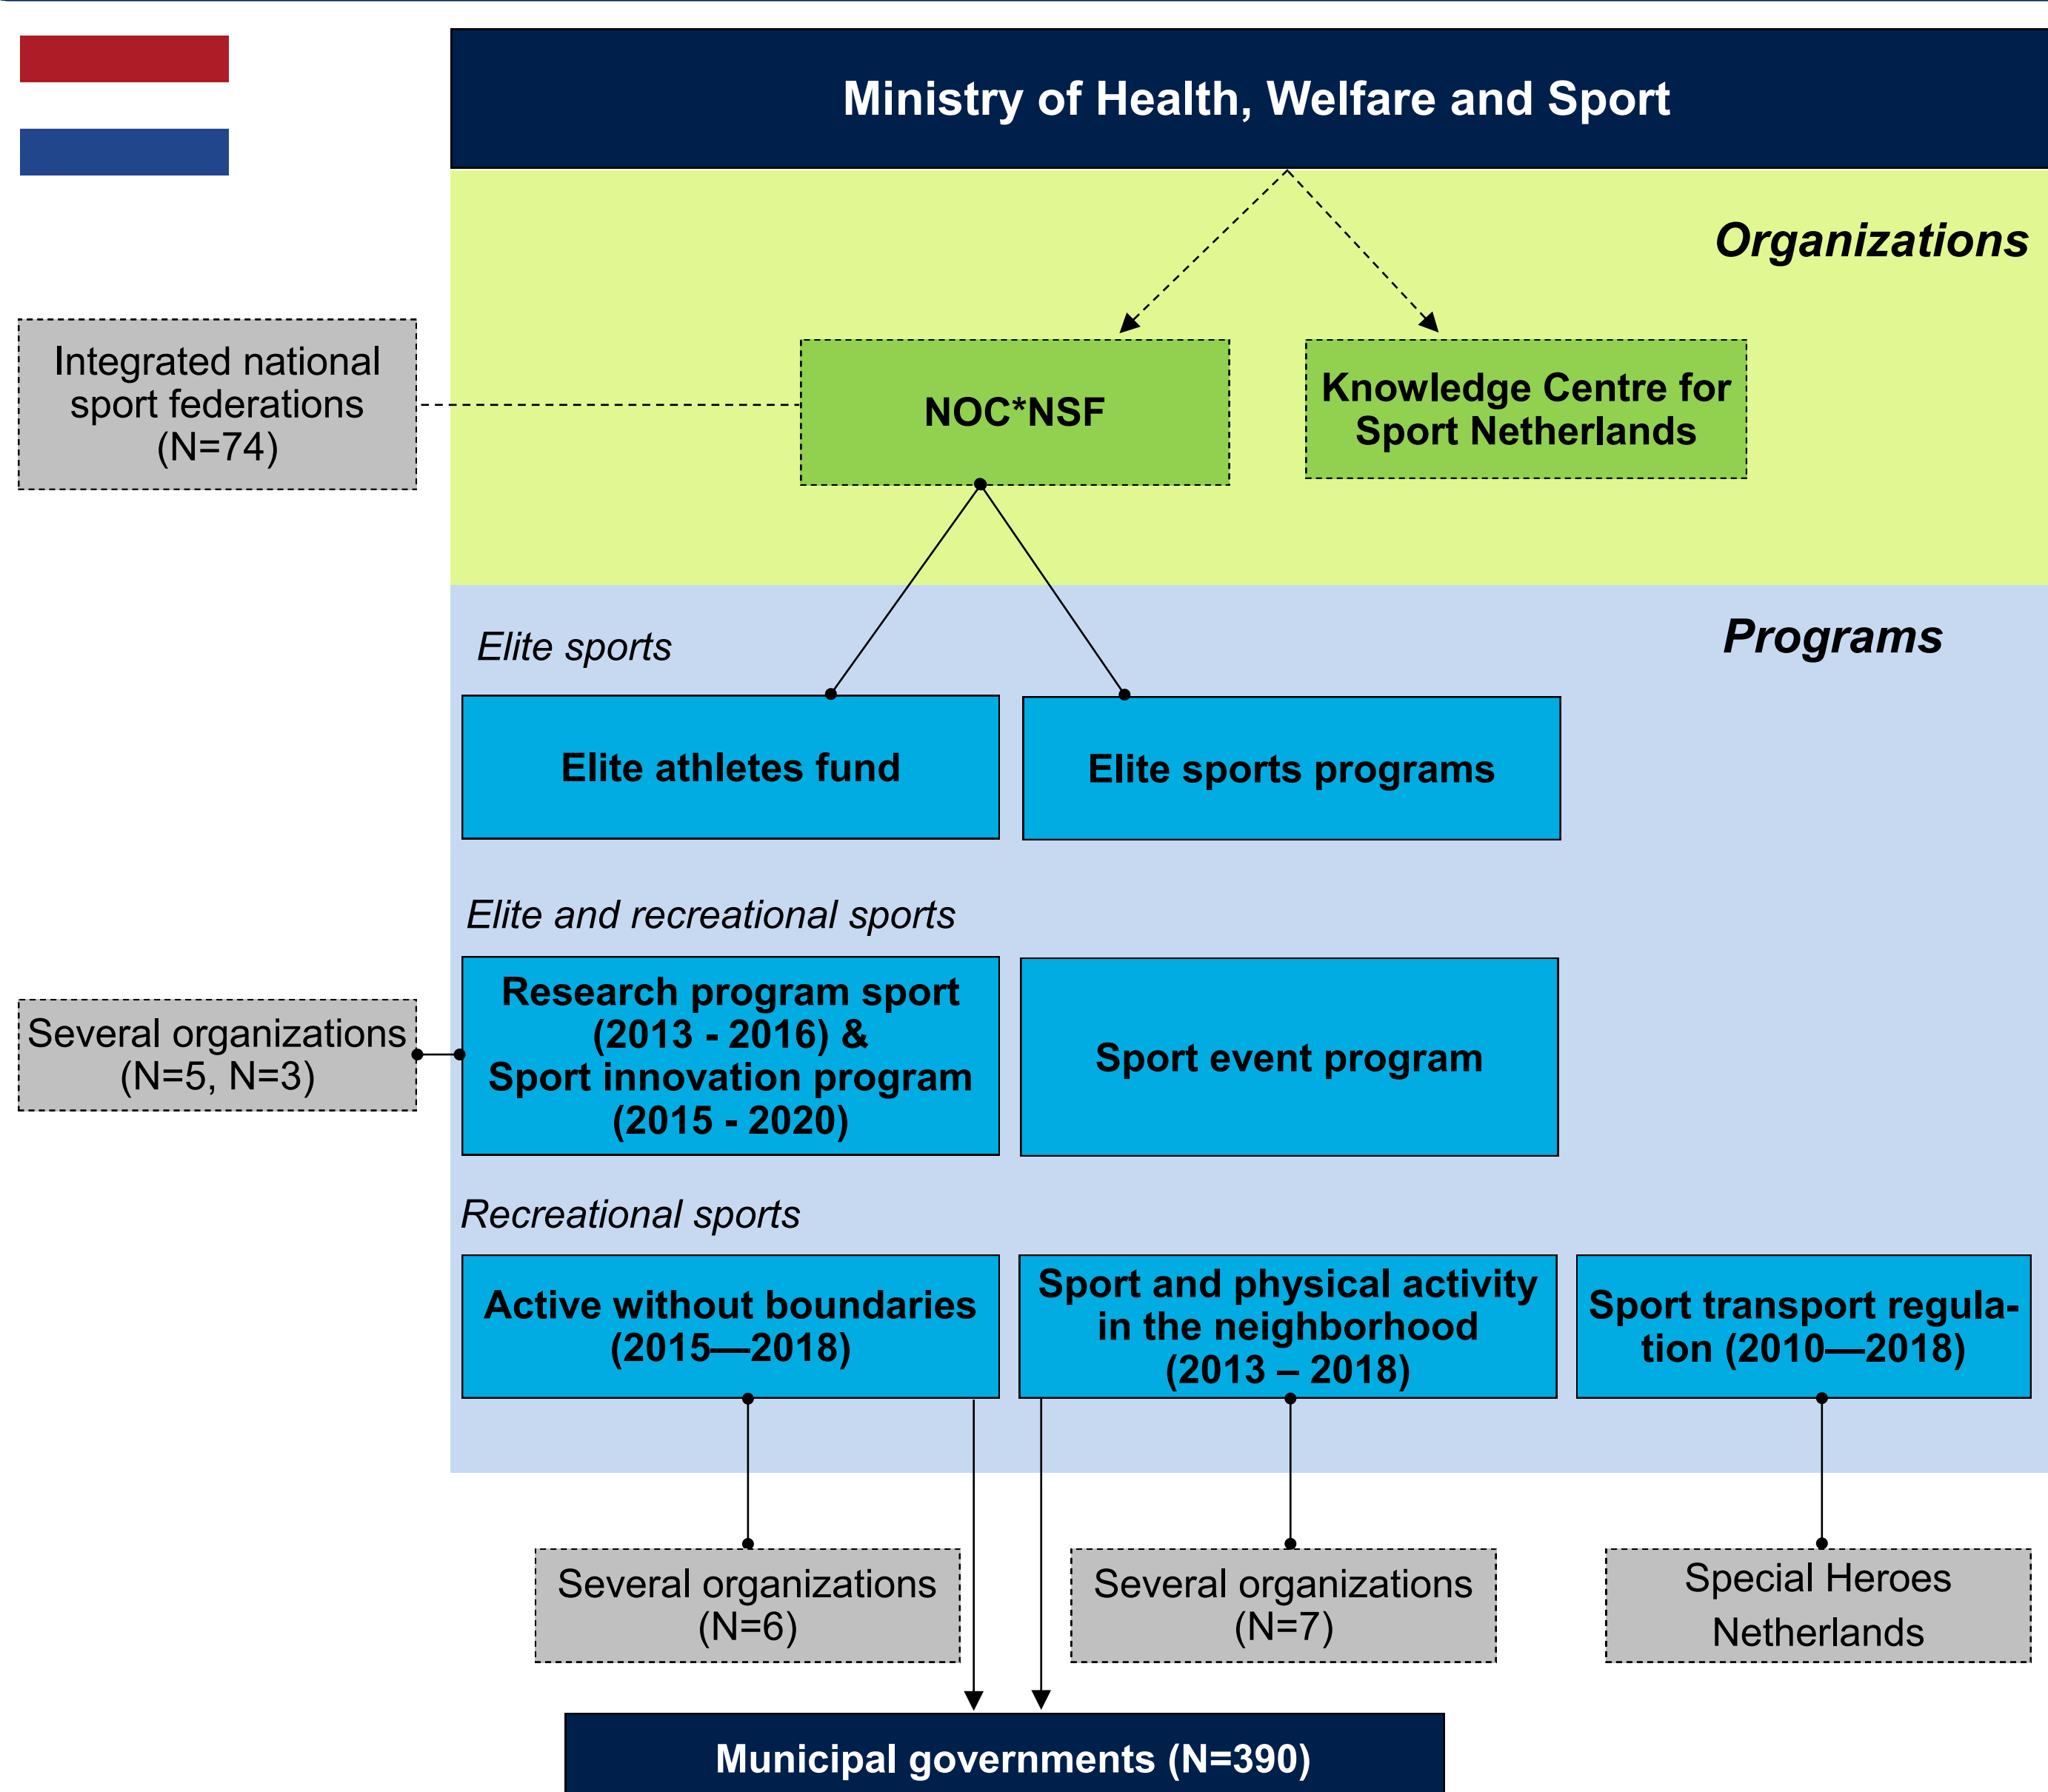 Ministry of Health, Welfare and Sport
Organizations
Integrated national
sport federations
(N=74)
NOC*NSF
Knowledge Centre for
Sport Netherlands
Programs
Elite sports
Elite athletes fund
Elite sports programs
Elite and recreational sports
Several organizations
(N=5, N=3)
Research program sport
(2013 - 2016) &
Sport innovation program
(2015 - 2020)
Sport event program
Recreational sports
Active without boundaries
(2015—2018)
Sport and physical activity
in the neighborhood
(2013 – 2018)
Sport transport regula-
tion (2010—2018)
Several organizations
(N=6)
Several organizations
(N=7)
Special Heroes
Netherlands
Municipal governments (N=390)